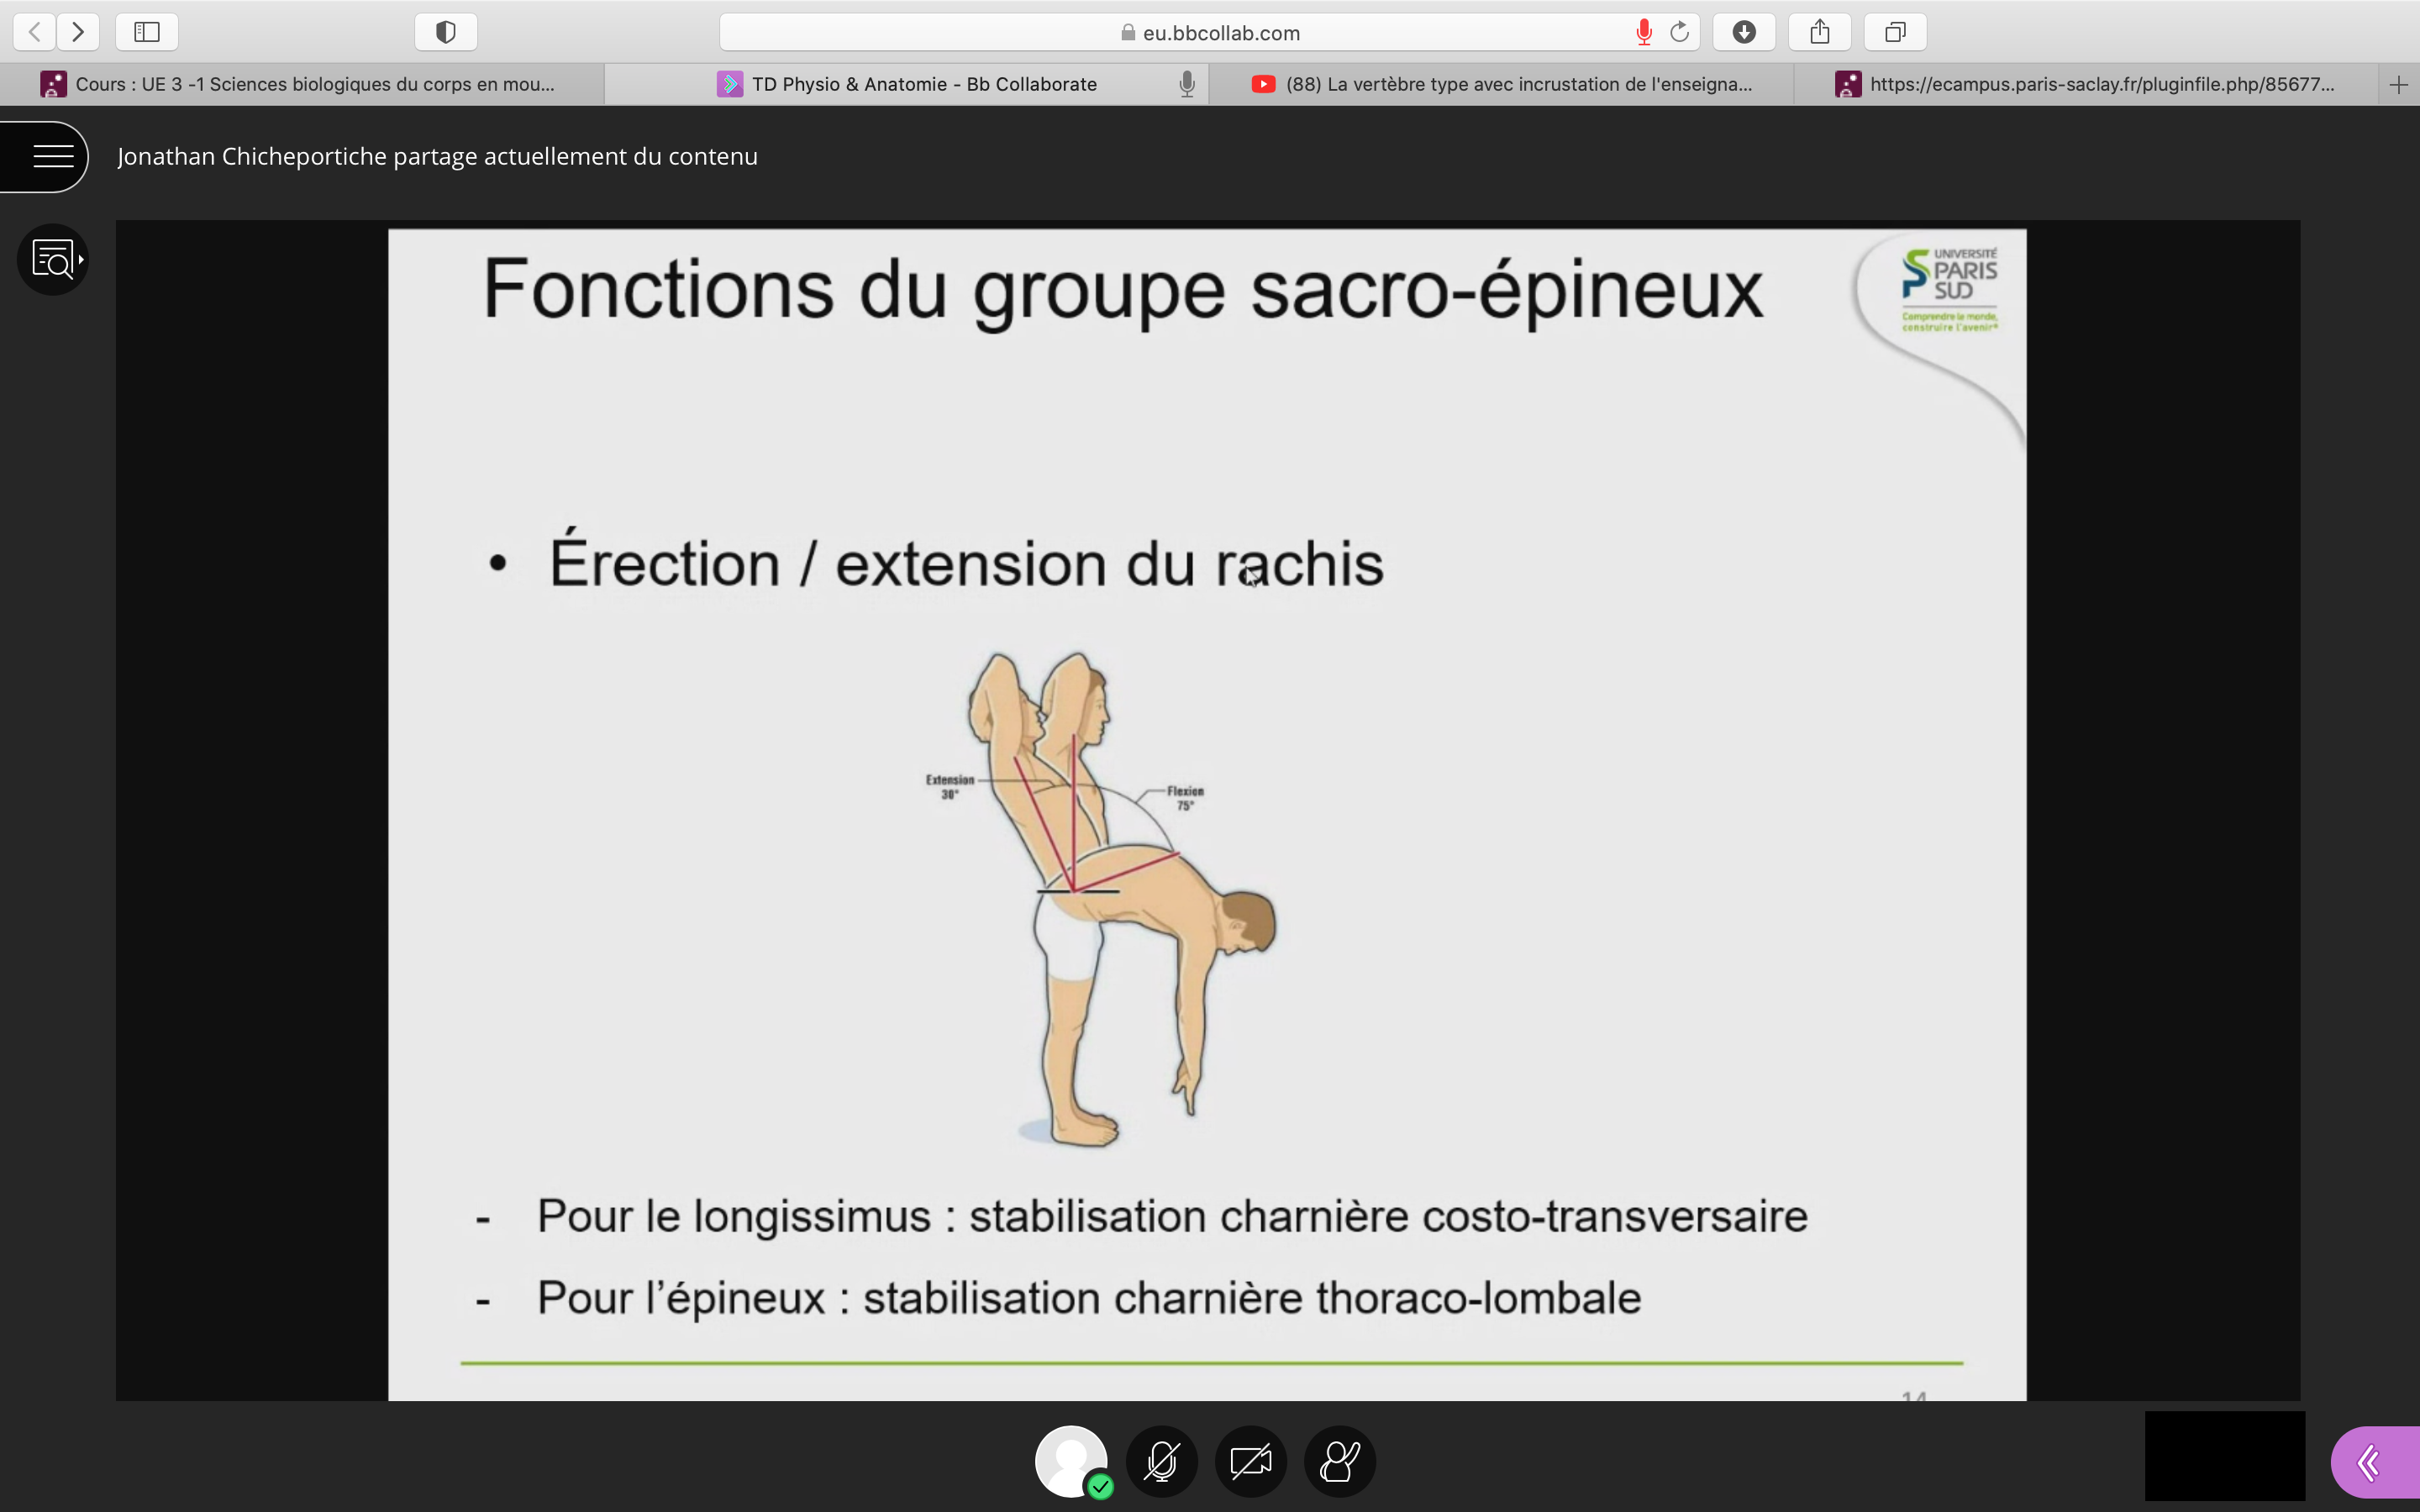 eu.bbcollab.com
Cours : UE 3 -1 Sciences biologiques du corps en mou...
TD Physio & Anatomie - Bb Collaborate
(88) La vertèbre type avec incrustation de l'enseigna...
https://ecampus.paris-saclay.fr/pluginfile.php/85677...
Jonathan Chicheportiche partage actuellement du contenu
Fonctions du groupe sacro-épineux
UNIVERSITÉ
PARIS
SUD
Comprendre le monde,
construire l'avenir®
• Érection / extension du rachis
Extension
30°
Flexion
75°
- Pour le longissimus : stabilisation charnière costo-transversaire
- Pour l’épineux : stabilisation charnière thoraco-lombale
14